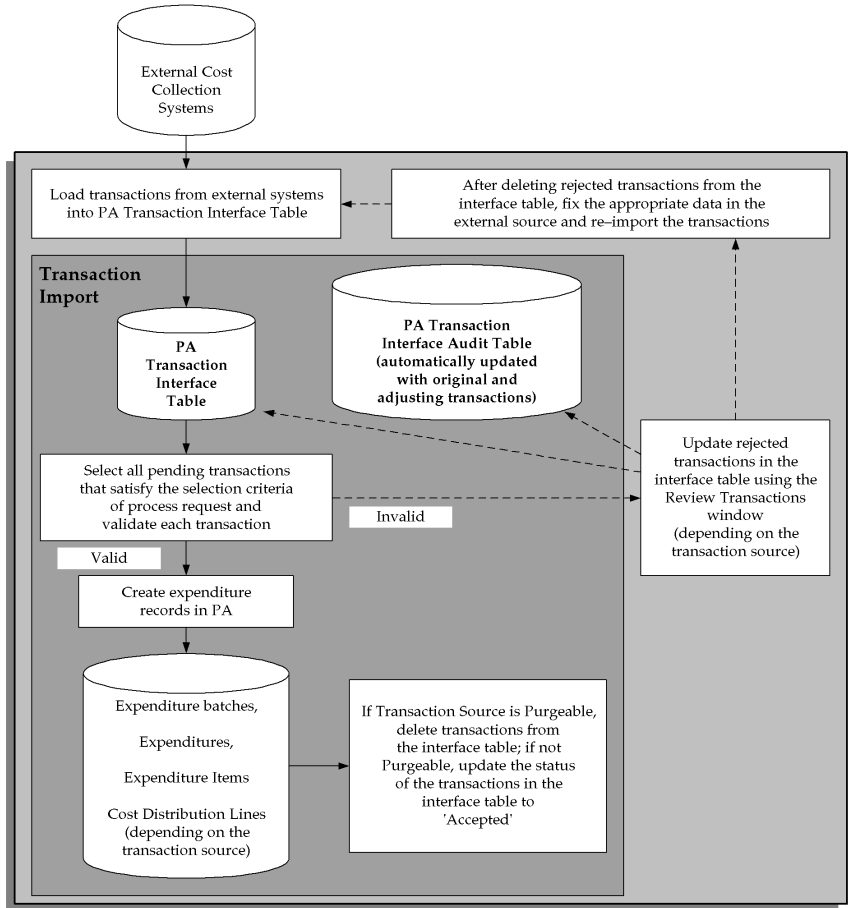 External Cost
Collection
Systems
Load transactions from external systems
into PA Transaction Interface Table
After deleting rejected transactions from the
interface table, fix the appropriate data in the
external source and re–import the transactions
Transaction
Import
PA
Transaction
Interface
Table
PA Transaction
Interface Audit Table
(automatically updated
with original and
adjusting transactions)
Select all pending transactions
that satisfy the selection criteria
of process request and
validate each transaction
Invalid
Update rejected
transactions in the
interface table using the
Review Transactions
window
(depending on the
transaction source)
Valid
Create expenditure
records in PA
Expenditure batches,
Expenditures,
Expenditure Items
Cost Distribution Lines
(depending on the
transaction source)
If Transaction Source is Purgeable,
delete transactions from
the interface table; if not
Purgeable, update the status
of the transactions in the
interface table to
'Accepted'